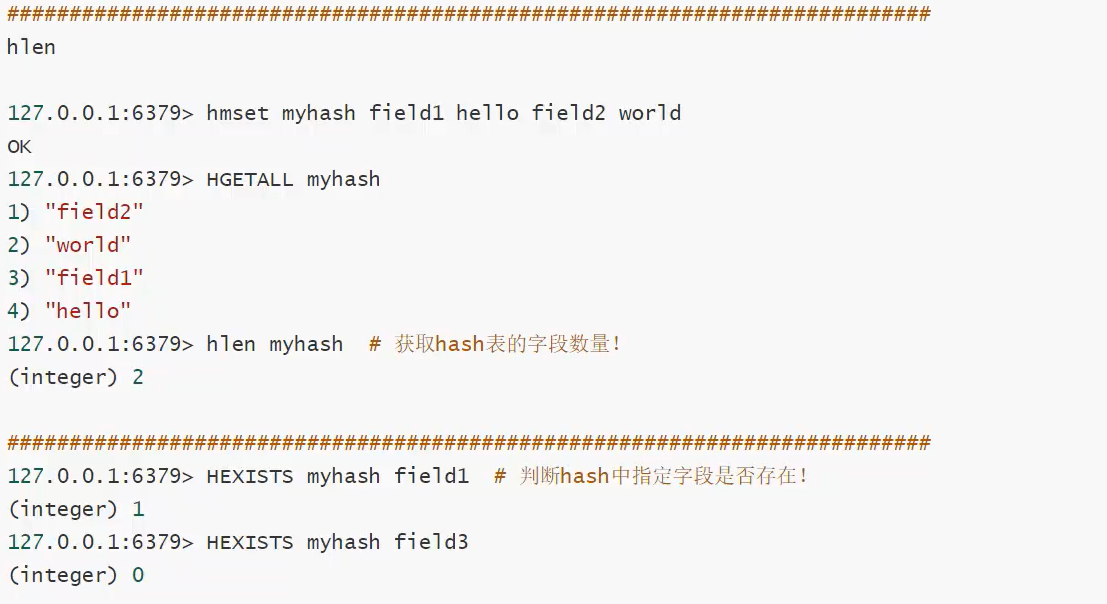 ##########################################################################
hlen
127.0.0.1:6379> hmset myhash field1 hello field2 world
OK
127.0.0.1:6379> HGETALL myhash
1) "field2"
2) "world"
3) "field1"
4) "hello"
127.0.0.1:6379> hlen myhash  # 获取hash表的字段数量！
(integer) 2
##########################################################################
127.0.0.1:6379> HEXISTS myhash field1  # 判断hash中指定字段是否存在！
(integer) 1
127.0.0.1:6379> HEXISTS myhash field3
(integer) 0